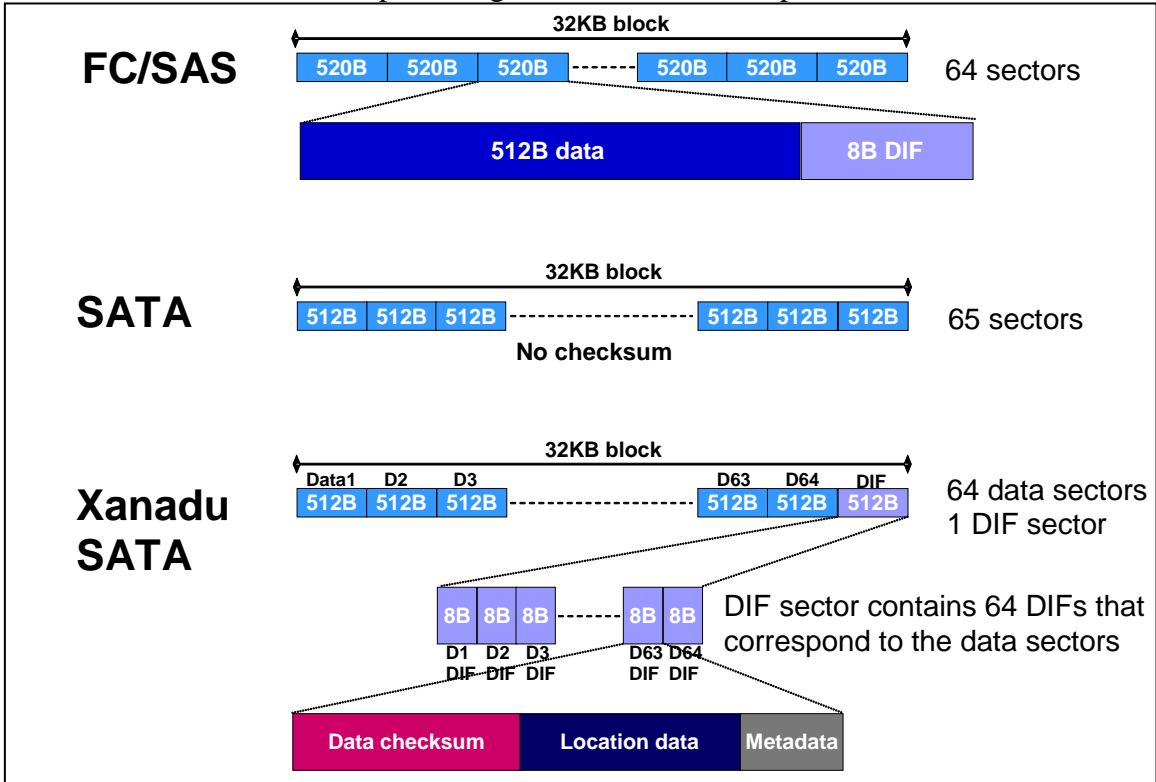 32KB block
FC/SAS
520B 520B 520B 520B 520B 520B
64 sectors
512B data 8B DIF
32KB block
SATA
512B 512B 512B 512B 512B 512B
65 sectors
No checksum
32KB block
Xanadu
SATA
Data1 D2 D3 D63 D64 DIF
512B 512B 512B 512B 512B 512B
64 data sectors
1 DIF sector
8B 8B 8B 8B 8B
D1 D2 D3 D63 D64
DIF DIF DIF DIF DIF
DIF sector contains 64 DIFs that
correspond to the data sectors
Data checksum Location data Metadata